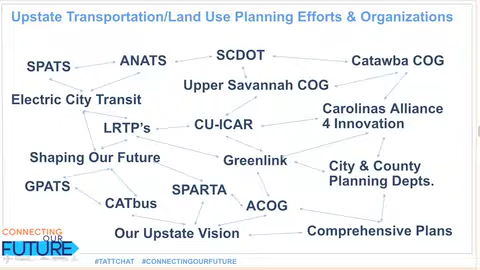 Upstate Transportation/Land Use Planning Efforts & Organizations
SPATS
ANATS
SCDOT
Catawba COG
Upper Savannah COG
Electric City Transit
Carolinas Alliance
4 Innovation
LRTP's
CU-ICAR
Shaping Our Future
Greenlink
City & County
Planning Depts.
GPATS
SPARTA
CATbus
ACOG
Our Upstate Vision
Comprehensive Plans
CONNECTING
OUR
FUTURE
#TATTCHAT #CONNECTINGOURFUTURE